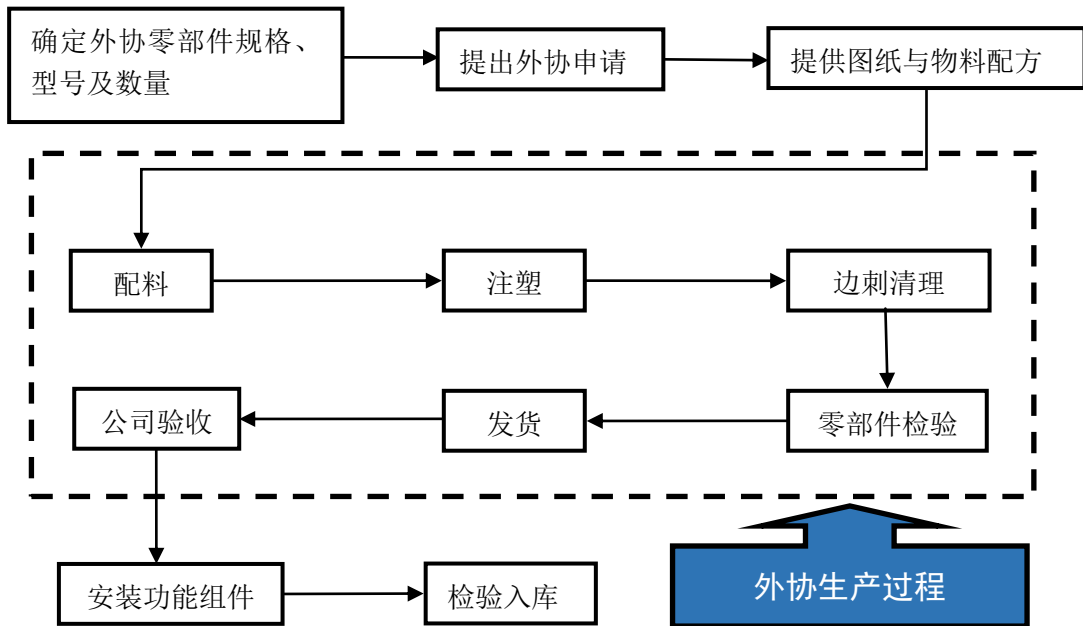 确定外协零部件规格、
型号及数量
提出外协申请
提供图纸与物料配方
配料
注塑
边刺清理
公司验收
发货
零部件检验
安装功能组件
检验入库
外协生产过程